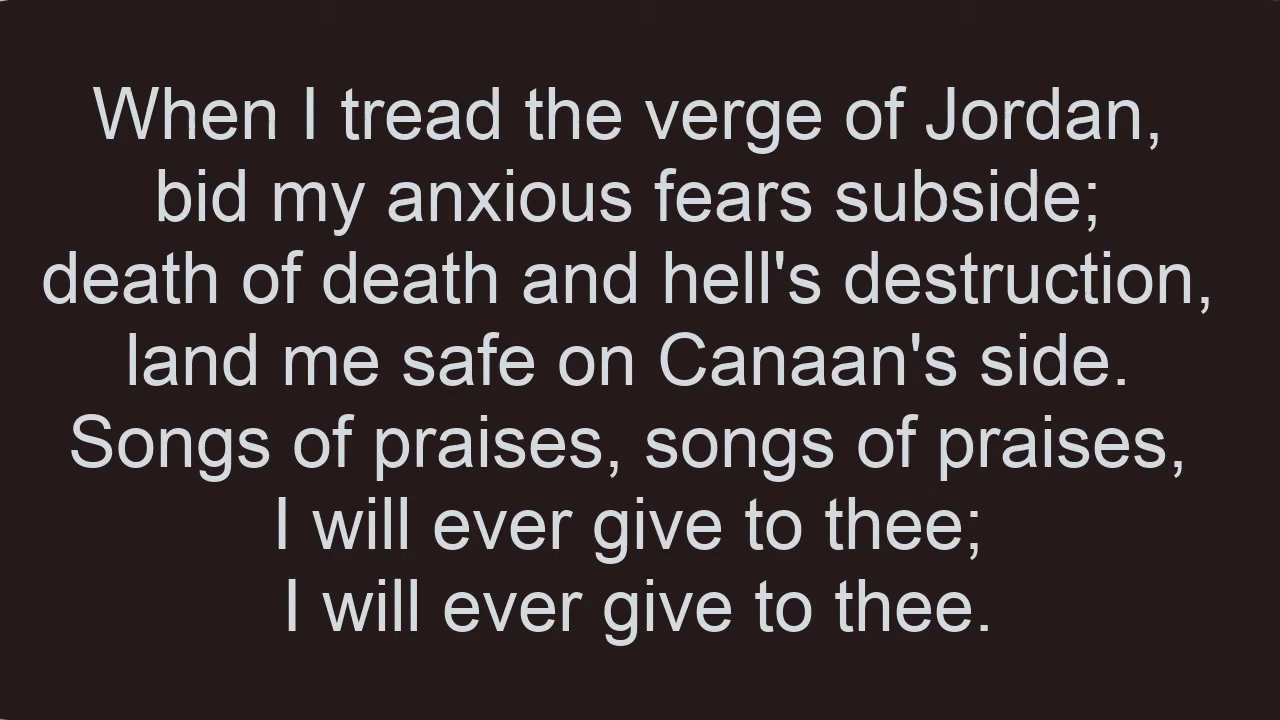 When I tread the verge of Jordan,
bid my anxious fears subside;
death of death and hell's destruction,
land me safe on Canaan's side.
Songs of praises, songs of praises,
I will ever give to thee;
I will ever give to thee.